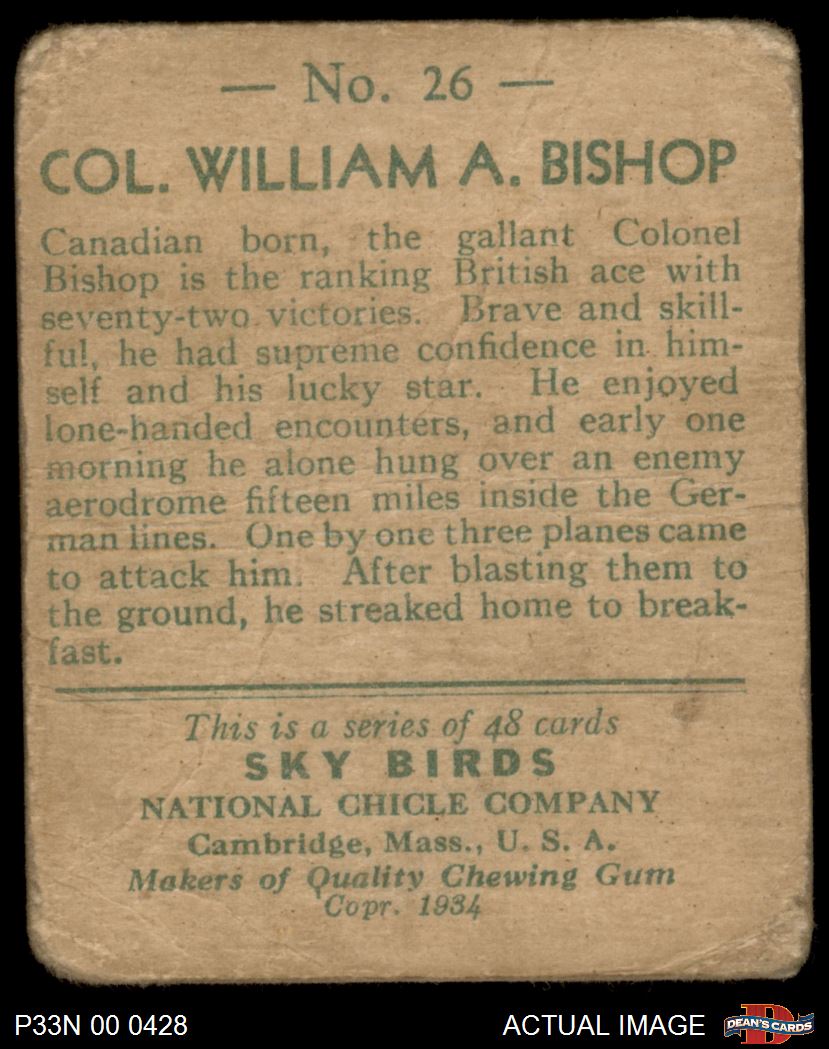 — No. 26 —
COL. WILLIAM A. BISHOP
Canadian born, the gallant Colonel
Bishop is the ranking British ace with
seventy-two victories. Brave and skill-
ful, he had supreme confidence in him-
self and his lucky star. He enjoyed
lone-handed encounters, and early one
morning he alone hung over an enemy
aerodrome fifteen miles inside the Ger-
man lines. One by one three planes came
to attack him. After blasting them to
the ground, he streaked home to break-
fast.
This is a series of 48 cards
SKY BIRDS
NATIONAL CHICLE COMPANY
Cambridge, Mass., U. S. A.
Makers of Quality Chewing Gum
Copr. 1934
P33N 00 0428
ACTUAL IMAGE
D
DEAN'S CARDS